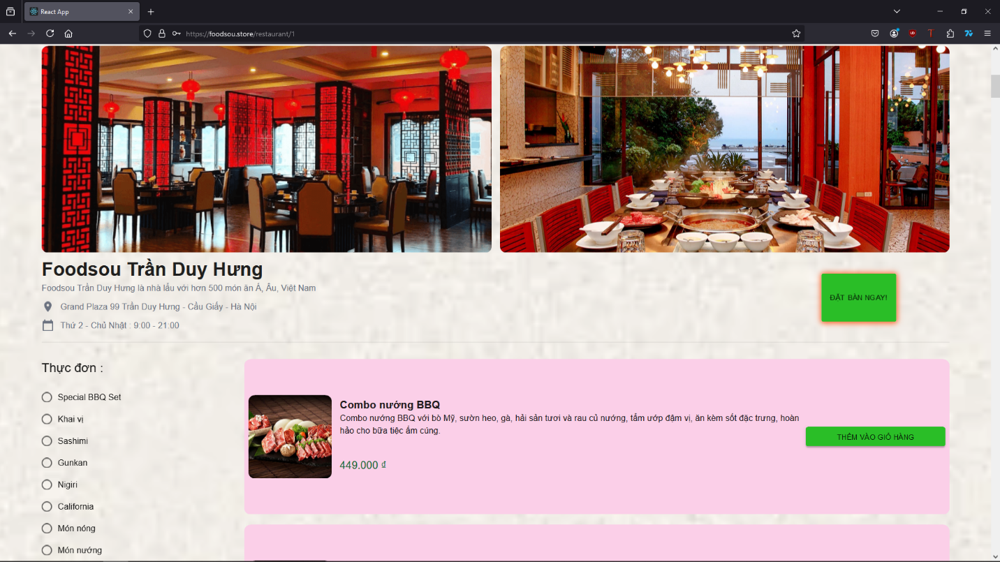 React App
https://foodsou.store/restaurant/1
Foodsou Trần Duy Hưng
Foodsou Trần Duy Hưng là nhà lẩu với hơn 500 món ăn Á, Âu, Việt Nam
Grand Plaza 99 Trần Duy Hưng - Cầu Giấy - Hà Nội
Thứ 2 - Chủ Nhật : 9:00 - 21:00
ĐẶT BÀN NGAY!
Thực đơn :
Special BBQ Set
Khai vị
Sashimi
Gunkan
Nigiri
California
Món nóng
Món nướng
Combo nướng BBQ
Combo nướng BBQ với bò Mỹ, sườn heo, gà, hải sản tươi và rau củ nướng, tẩm ướp đậm vị, ăn kèm sốt đặc trưng, hoàn
hảo cho bữa tiệc ấm cúng.
449.000 ₫
THÊM VÀO GIỎ HÀNG